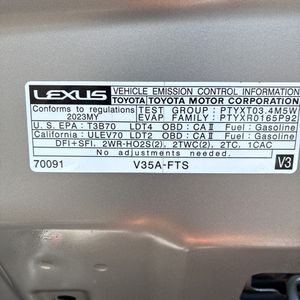 LEXUS VEHICLE EMISSION CONTROL INFORMATION
TOYOTA TOYOTA MOTOR CORPORATION
Conforms to regulations TEST GROUP : PTYXT03.4M5W
2023MY EVAP FAMILY : PTYXR0165P92
U.S. EPA : T3B70 LDT4 OBD : CAⅡ Fuel : Gasoline
California : ULEV70 LDT2 OBD : CAⅡ Fuel : Gasoline
DFI+SFI, 2WR-HO2S(2), 2TWC(2), 2TC, 1CAC
No adjustments needed.
70091 V35A-FTS V3